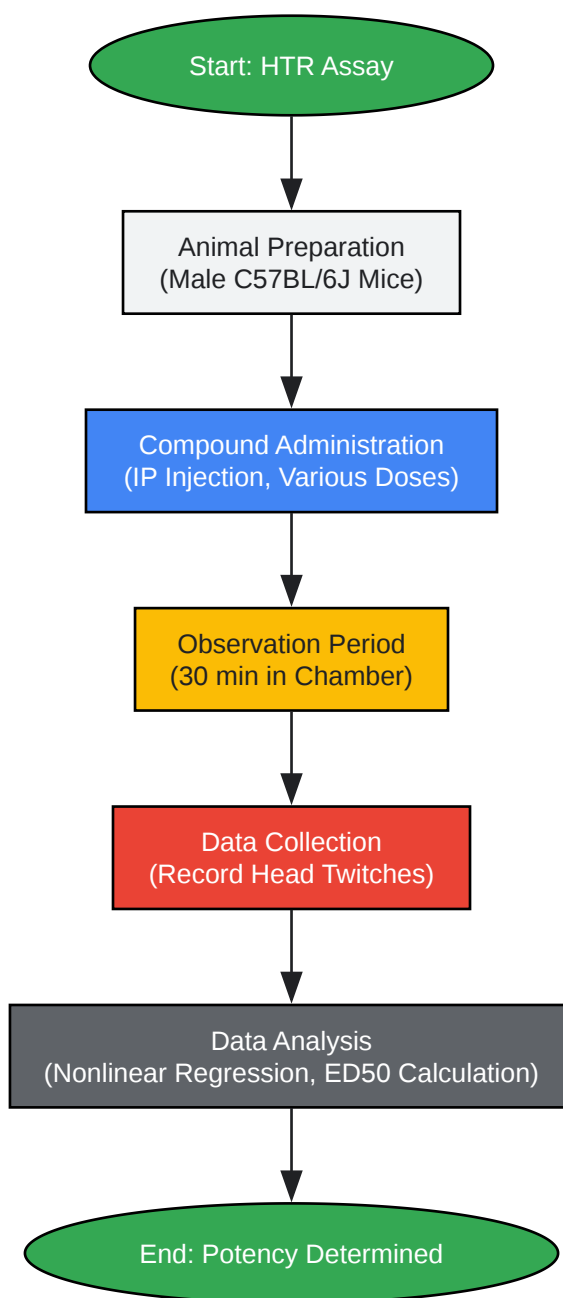 Start: HTR Assay
Animal Preparation
(Male C57BL/6J Mice)
Compound Administration
(IP Injection, Various Doses)
Observation Period
(30 min in Chamber)
Data Collection
(Record Head Twitches)
Data Analysis
(Nonlinear Regression, ED50 Calculation)
End: Potency Determined